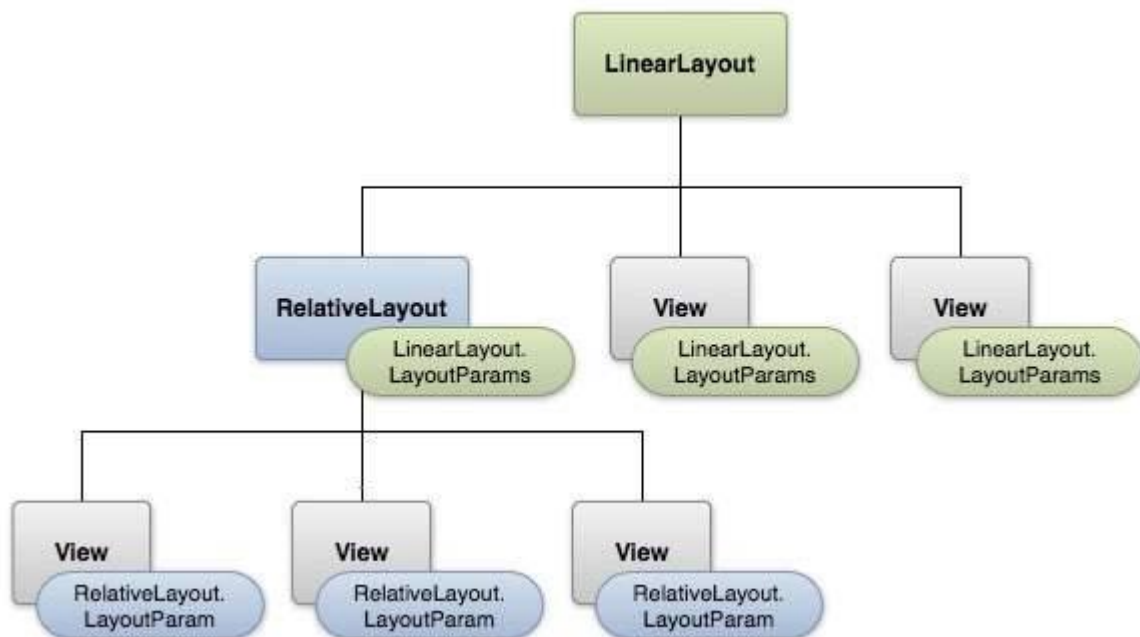 LinearLayout
RelativeLayout
LinearLayout.
LayoutParams
View
LinearLayout.
LayoutParams
View
LinearLayout.
LayoutParams
View
RelativeLayout.
LayoutParam
View
RelativeLayout.
LayoutParam
View
RelativeLayout.
LayoutParam